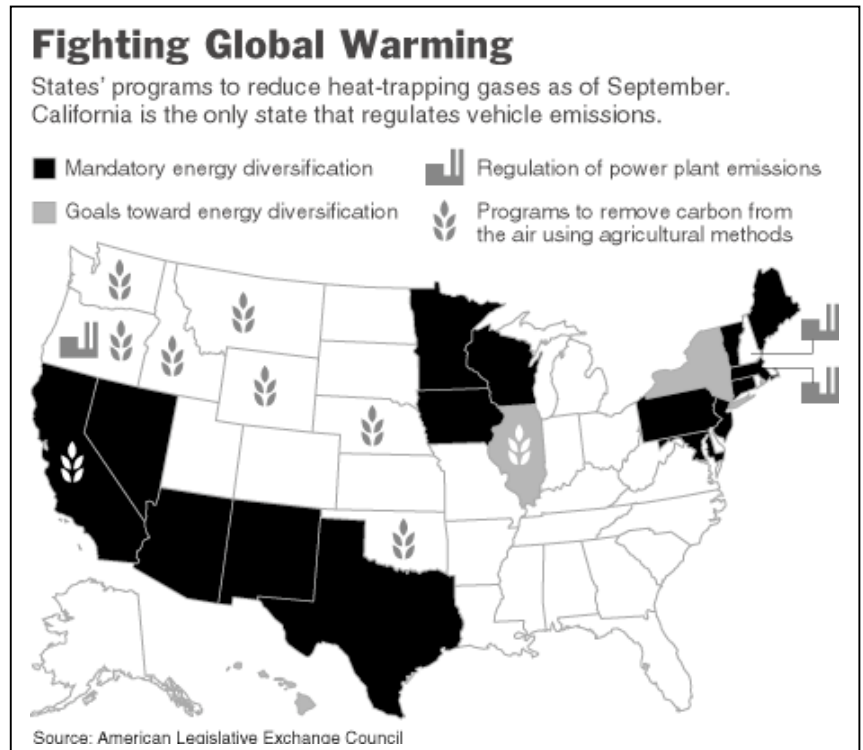 Fighting Global Warming
States’ programs to reduce heat-trapping gases as of September.
California is the only state that regulates vehicle emissions.
Mandatory energy diversification
Goals toward energy diversification
Regulation of power plant emissions
Programs to remove carbon from
the air using agricultural methods
Source: American Legislative Exchange Council